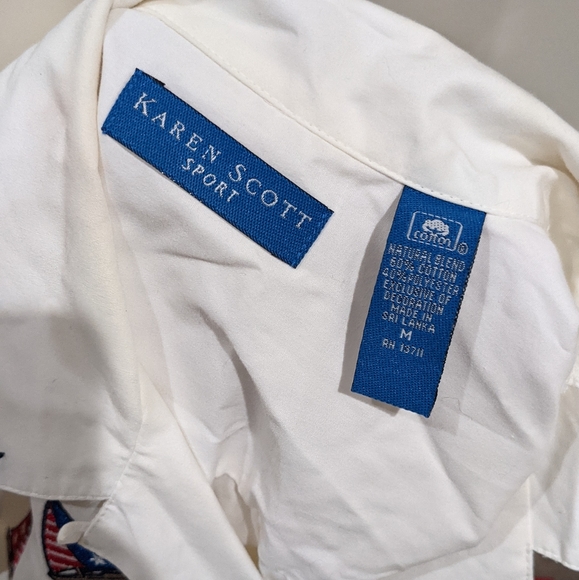 KAREN SCOTT
SPORT
COTTON ®
NATURAL BLEND
60% COTTON
40% POLYESTER
EXCLUSIVE OF
DECORATION
MADE IN
SRI LANKA
M
RN 13711